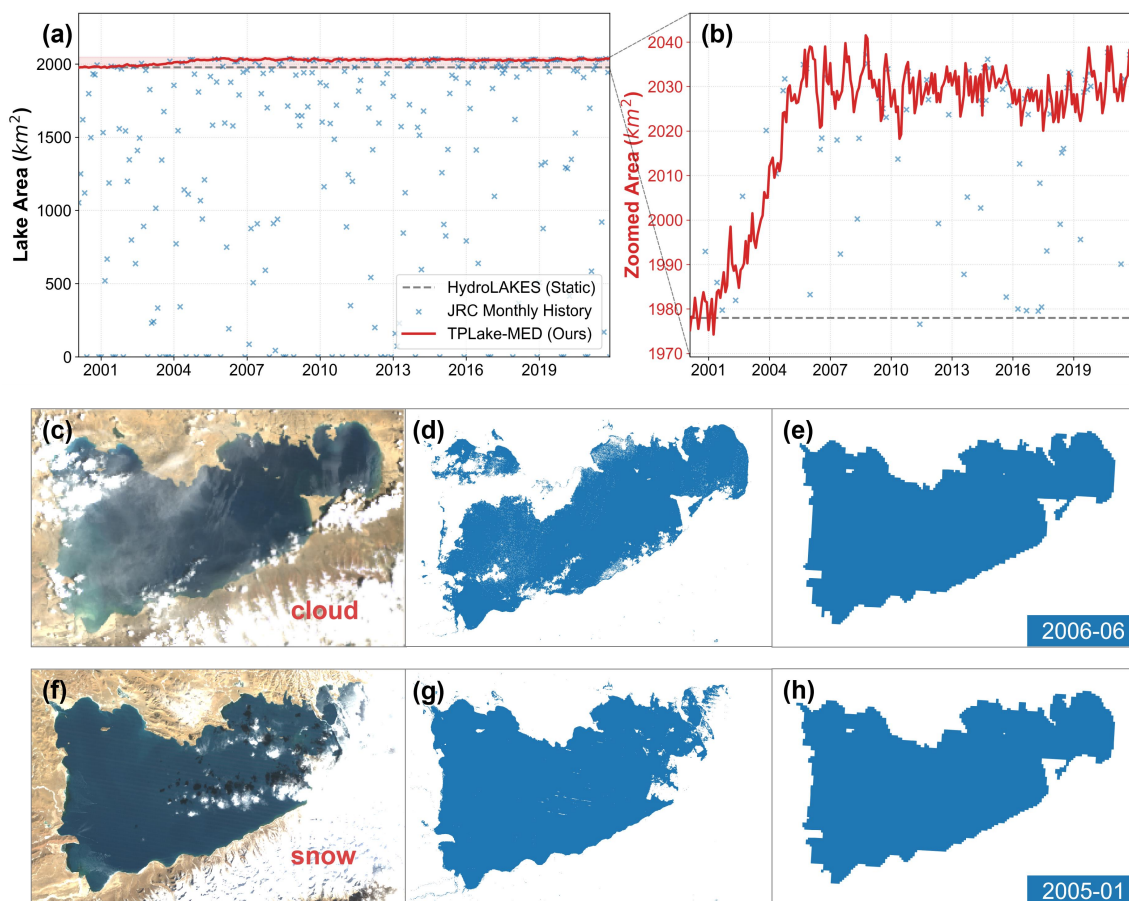 (a)
Lake Area (km²)
2000
1500
1000
500
0
2001 2004 2007 2010 2013 2016 2019
HydroLAKES (Static)
JRC Monthly History
TPLake-MED (Ours)
(b)
Zoomed Area (km²)
2040
2030
2020
2010
2000
1990
1980
1970
2001 2004 2007 2010 2013 2016 2019
(c)
cloud
(d)
(e)
2006-06
(f)
snow
(g)
(h)
2005-01